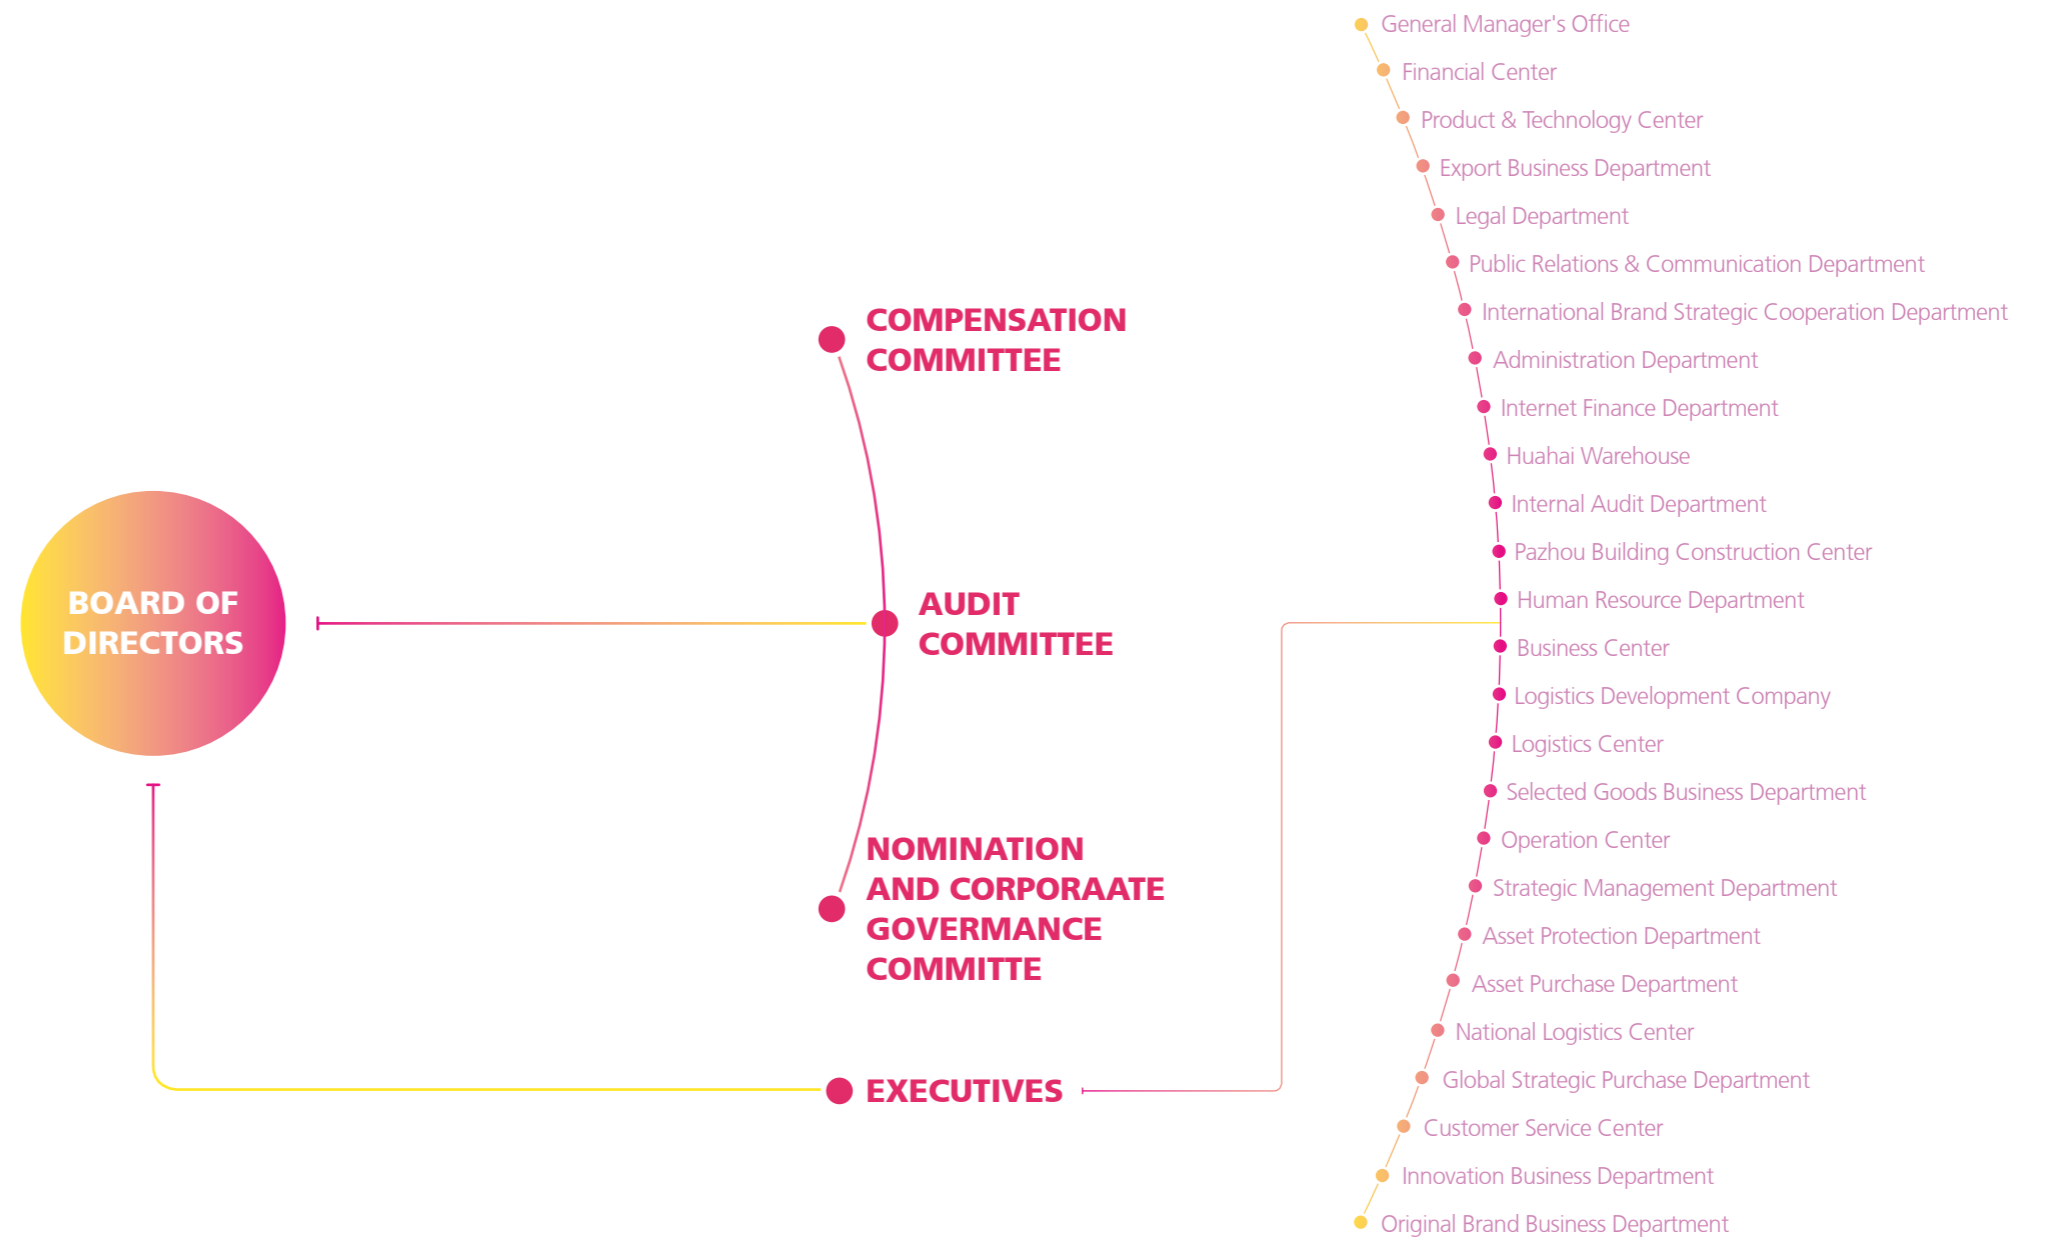 BOARD OF
DIRECTORS
COMPENSATION
COMMITTEE
AUDIT
COMMITTEE
NOMINATION
AND CORPORAATE
GOVERMANCE
COMMITTE
EXECUTIVES
General Manager's Office
Financial Center
Product & Technology Center
Export Business Department
Legal Department
Public Relations & Communication Department
International Brand Strategic Cooperation Department
Administration Department
Internet Finance Department
Huahai Warehouse
Internal Audit Department
Pazhou Building Construction Center
Human Resource Department
Business Center
Logistics Development Company
Logistics Center
Selected Goods Business Department
Operation Center
Strategic Management Department
Asset Protection Department
Asset Purchase Department
National Logistics Center
Global Strategic Purchase Department
Customer Service Center
Innovation Business Department
Original Brand Business Department